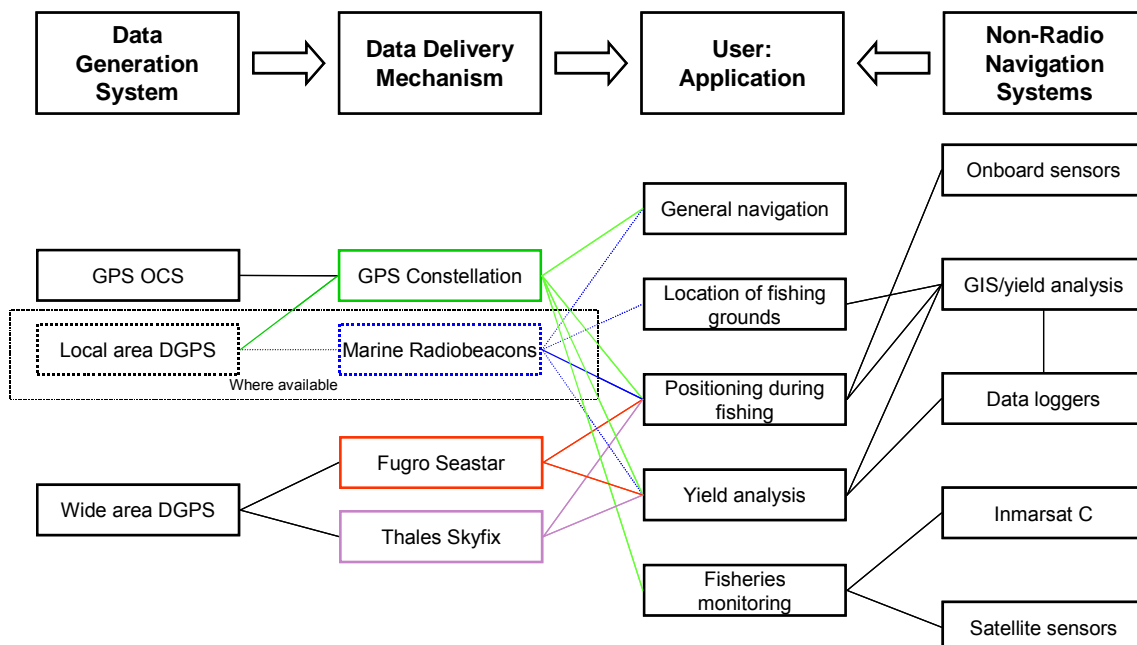 Data
Generation
System
Data Delivery
Mechanism
User:
Application
Non-Radio
Navigation
Systems
Onboard sensors
General navigation
GPS OCS
GPS Constellation
Location of fishing
grounds
GIS/yield analysis
Local area DGPS
Marine Radiobeacons
Where available
Positioning during
fishing
Data loggers
Fugro Seastar
Wide area DGPS
Yield analysis
Inmarsat C
Thales Skyfix
Fisheries
monitoring
Satellite sensors